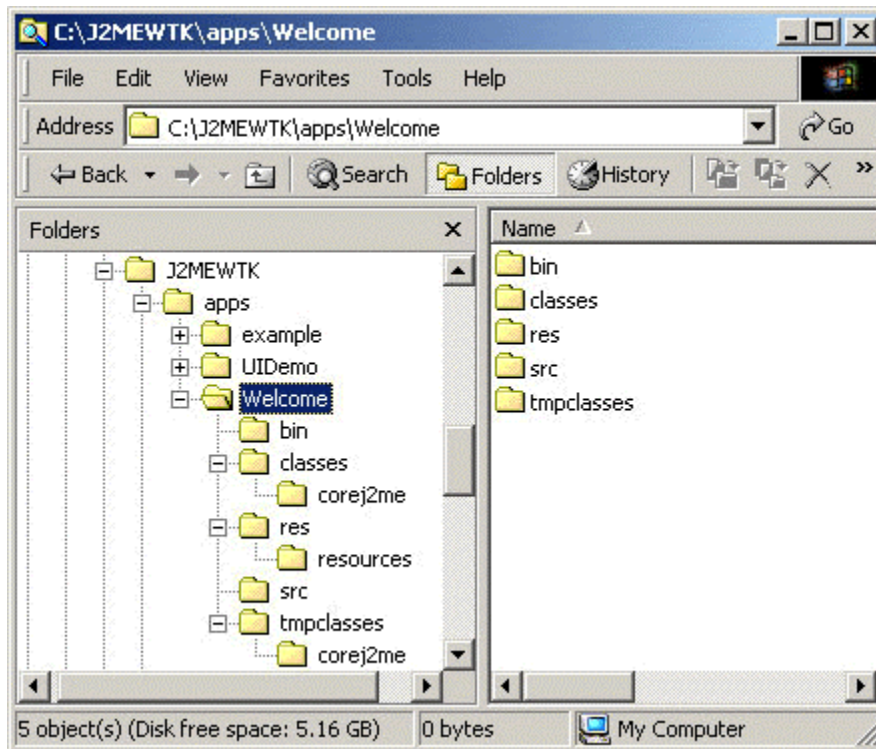 C:\J2MEWTK\apps\Welcome
File Edit View Favorites Tools Help
Address C:\J2MEWTK\apps\Welcome Go
Back Search Folders History »
Folders
J2MEWTK
apps
example
UIDemo
Welcome
bin
classes
corej2me
res
resources
src
tmpclasses
corej2me
Name
bin
classes
res
src
tmpclasses
5 object(s) (Disk free space: 5.16 GB) 0 bytes My Computer